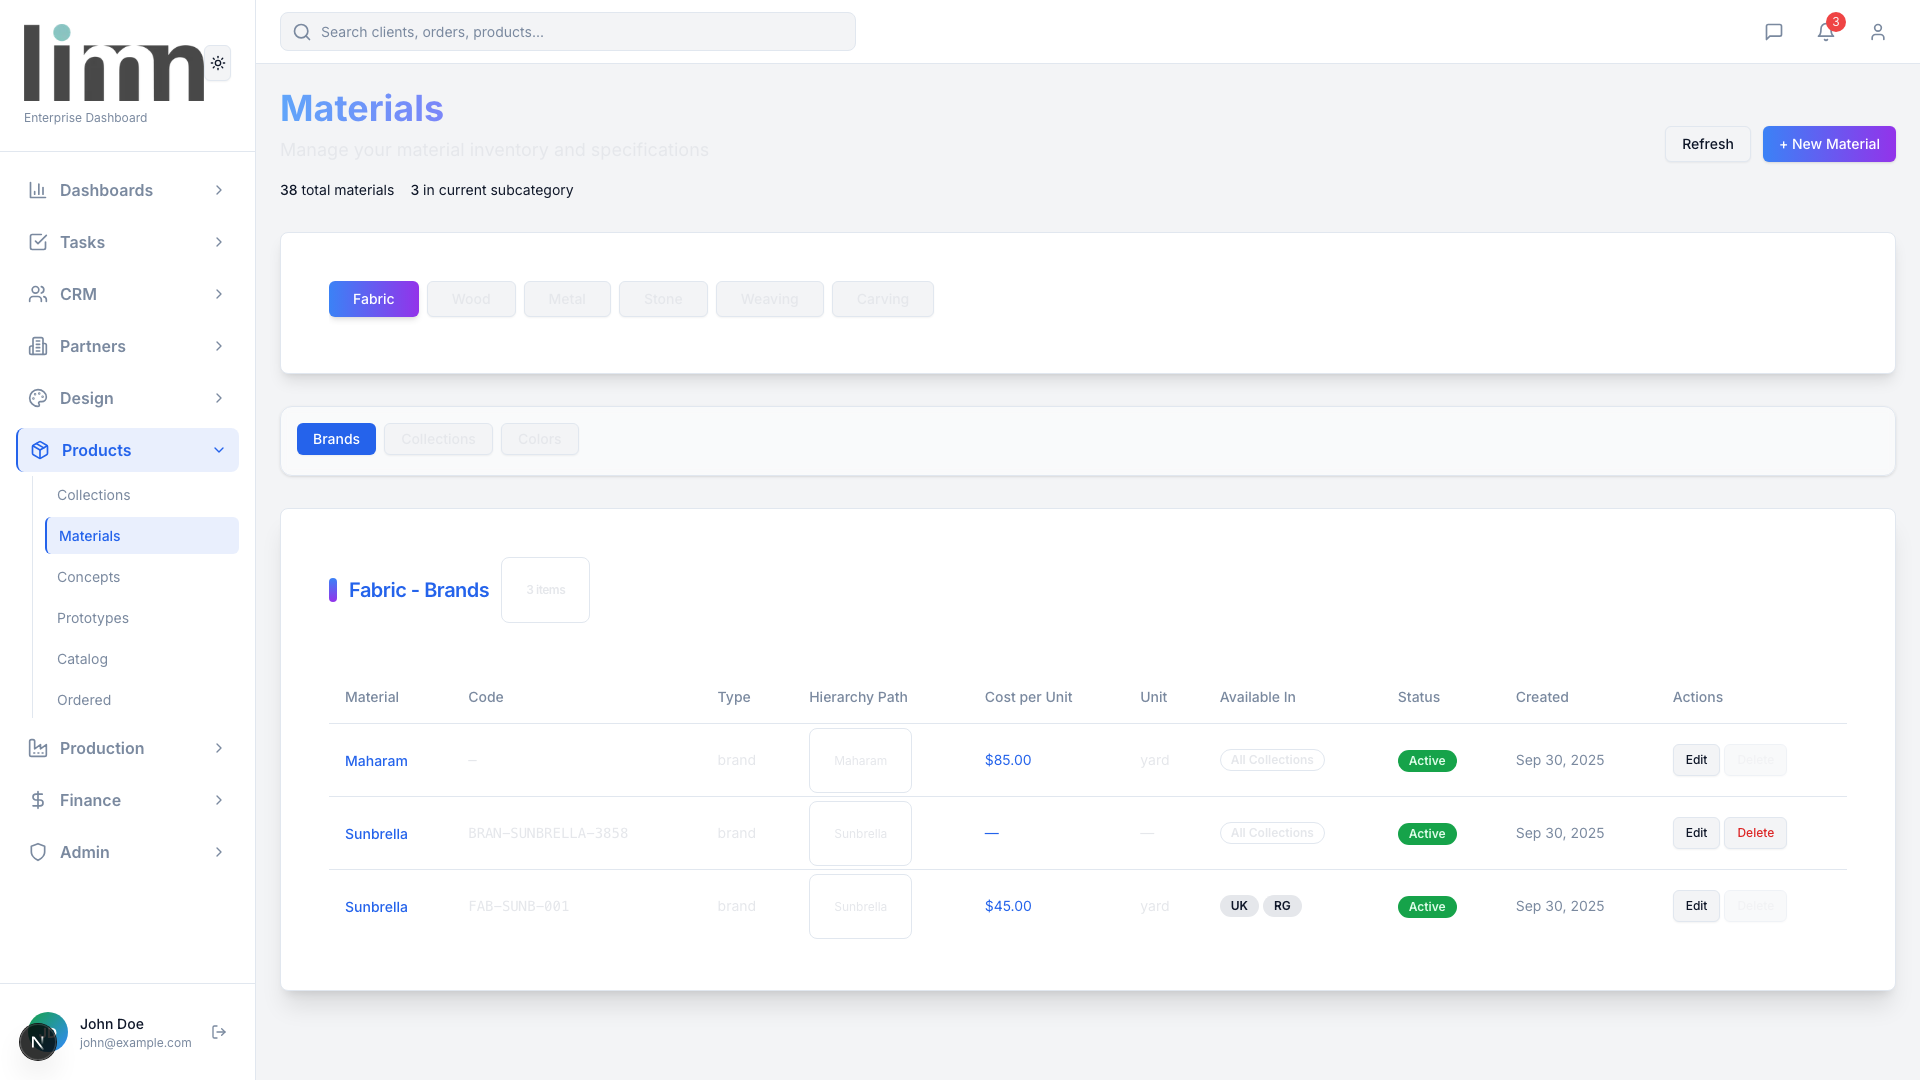 limn
Enterprise Dashboard
Search clients, orders, products...
3
Dashboards
Tasks
CRM
Partners
Design
Products
Collections
Materials
Concepts
Prototypes
Catalog
Ordered
Production
Finance
Admin
John Doe
john@example.com
N
Materials
Manage your material inventory and specifications
38 total materials 3 in current subcategory
Refresh + New Material
Fabric Wood Metal Stone Weaving Carving
Brands Collections Colors
Fabric - Brands 3 items
Material Code Type Hierarchy Path Cost per Unit Unit Available In Status Created Actions
Maharam — brand Maharam $85.00 yard All Collections Active Sep 30, 2025 Edit Delete
Sunbrella BRAN-SUNBRELLA-3858 brand Sunbrella — — All Collections Active Sep 30, 2025 Edit Delete
Sunbrella FAB-SUNB-001 brand Sunbrella $45.00 yard UK RG Active Sep 30, 2025 Edit Delete